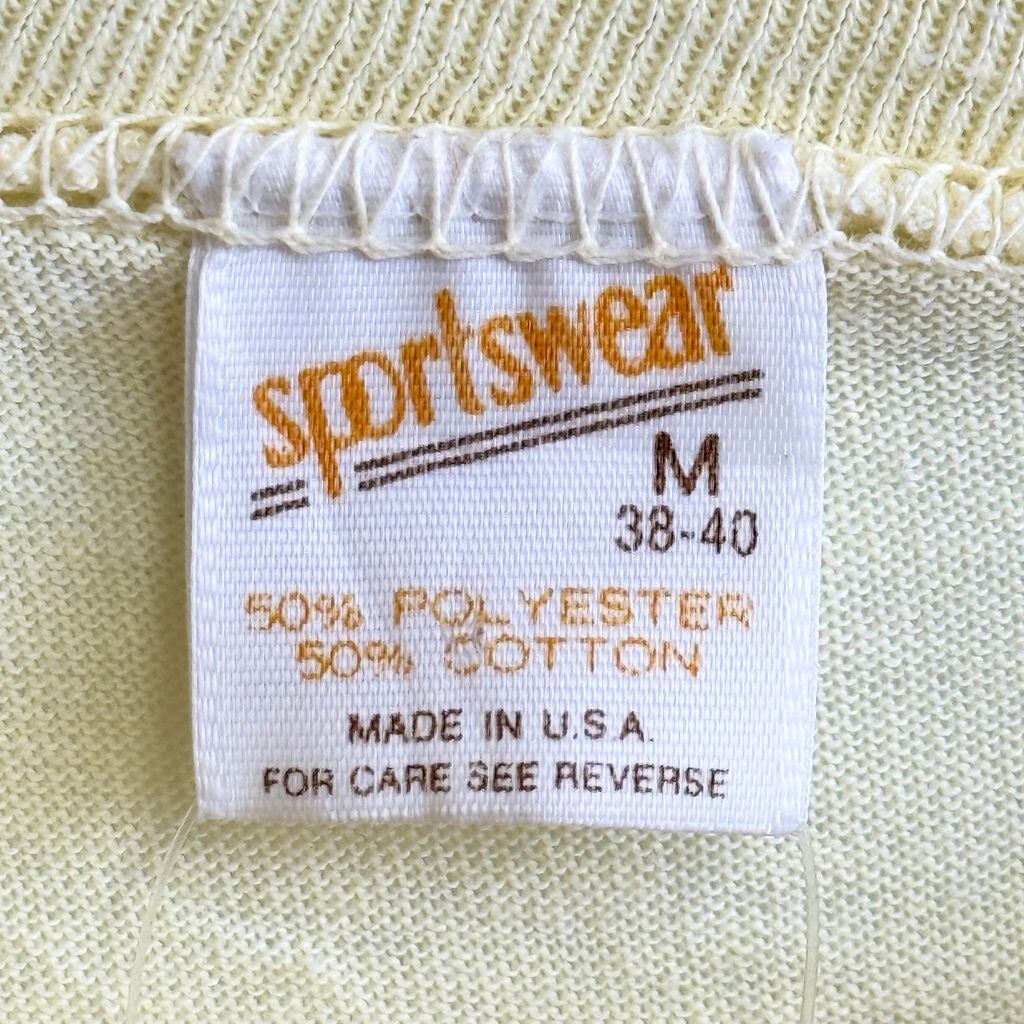 sportswear
M
38-40
50% POLYESTER
50% COTTON
MADE IN U.S.A.
FOR CARE SEE REVERSE